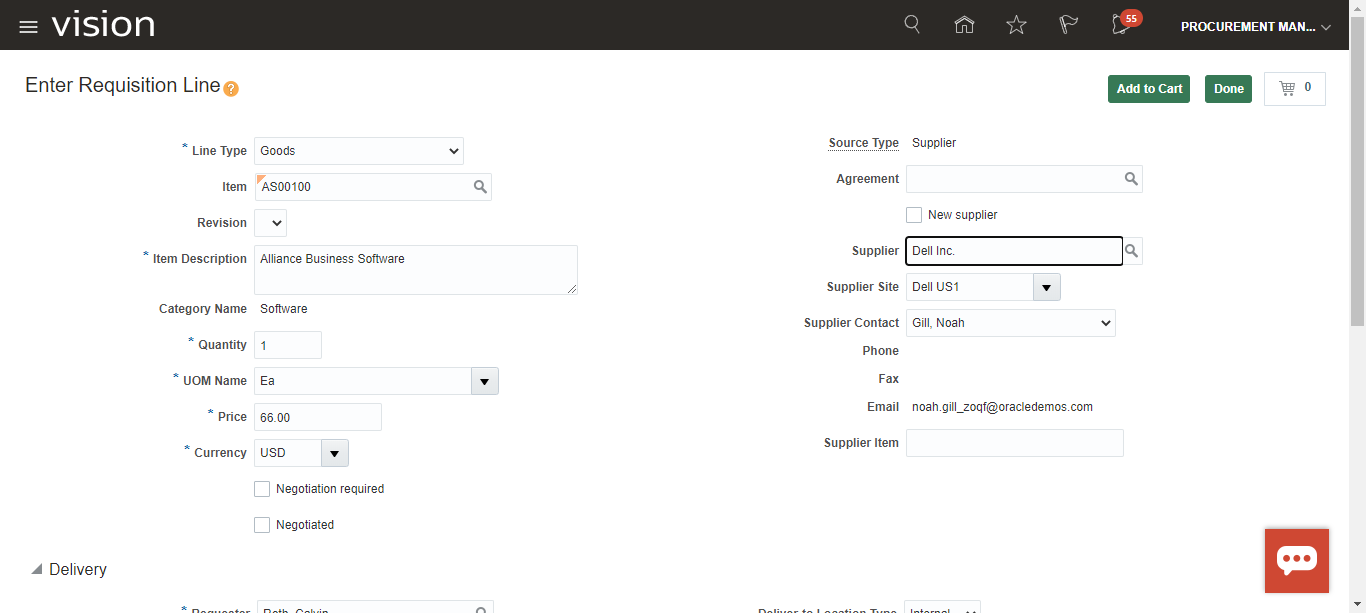 vision
55
PROCUREMENT MAN...
Enter Requisition Line ?
Add to Cart
Done
0
* Line Type Goods
Item AS00100
Revision
* Item Description Alliance Business Software
Category Name Software
* Quantity 1
* UOM Name Ea
* Price 66.00
* Currency USD
Negotiation required
Negotiated
Source Type Supplier
Agreement
New supplier
Supplier Dell Inc.
Supplier Site Dell US1
Supplier Contact Gill, Noah
Phone
Fax
Email noah.gill_zoqf@oracledemos.com
Supplier Item
Delivery
* Requester Roth, Calvin
Deliver-to Location Type Internal